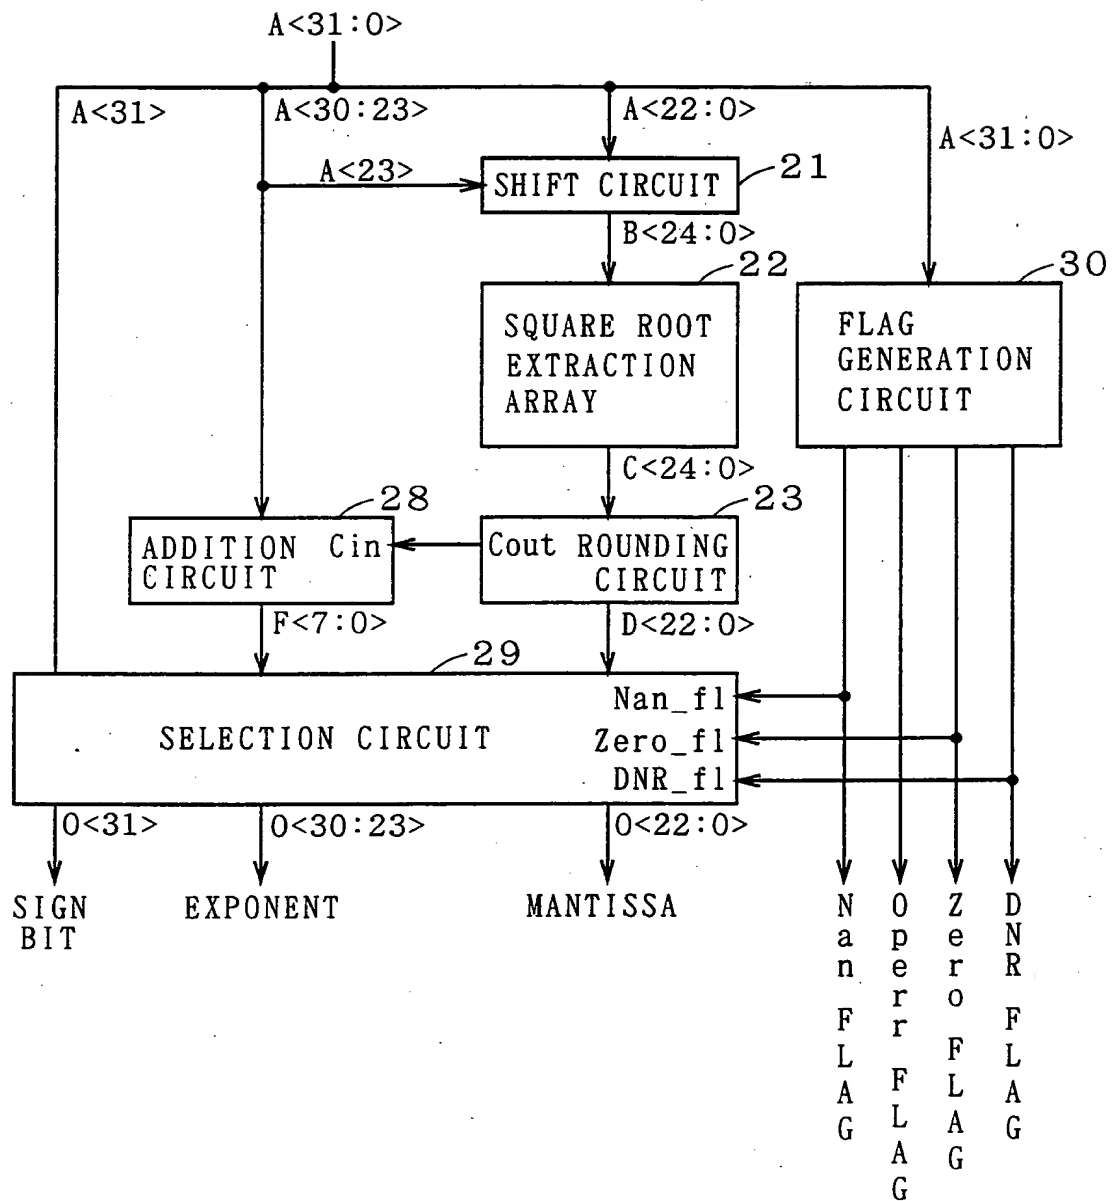 A<31:0>
A<31>
A<30:23>
A<22:0>
A<31:0>
A<23>
SHIFT CIRCUIT
21
B<24:0>
22
30
SQUARE ROOT
EXTRACTION
ARRAY
FLAG
GENERATION
CIRCUIT
C<24:0>
28
23
ADDITION Cin
CIRCUIT
Cout ROUNDING
CIRCUIT
F<7:0>
D<22:0>
29
Nan_fl
SELECTION CIRCUIT
Zero_fl
DNR_fl
O<31>
O<30:23>
O<22:0>
SIGN
BIT
EXPONENT
MANTISSA
Nan FLAG
Operr FLAG
Zero FLAG
DNR FLAG